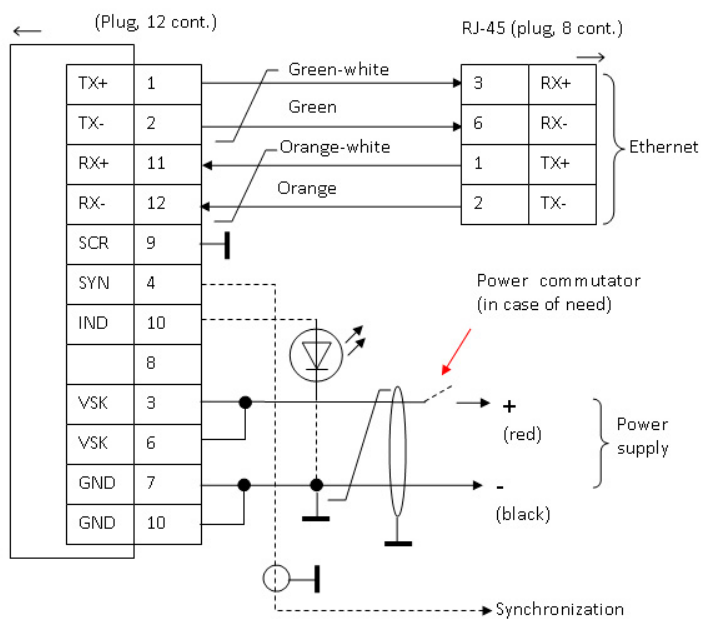 (Plug, 12 cont.)
RJ-45 (plug, 8 cont.)
TX+ 1 Green-white 3 RX+
TX- 2 Green 6 RX-
RX+ 11 Orange-white 1 TX+
Ethernet
RX- 12 Orange 2 TX-
SCR 9
SYN 4
Power commutator
(in case of need)
IND 10
8
VSK 3
+
(red)
Power
supply
VSK 6
GND 7
-
(black)
GND 10
Synchronization